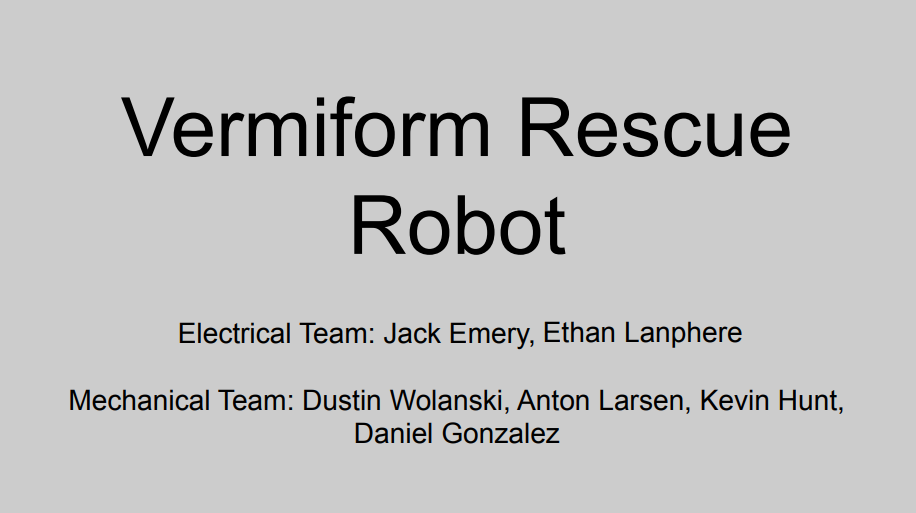 Vermiform Rescue
Robot
Electrical Team: Jack Emery, Ethan Lanphere
Mechanical Team: Dustin Wolanski, Anton Larsen, Kevin Hunt,
Daniel Gonzalez